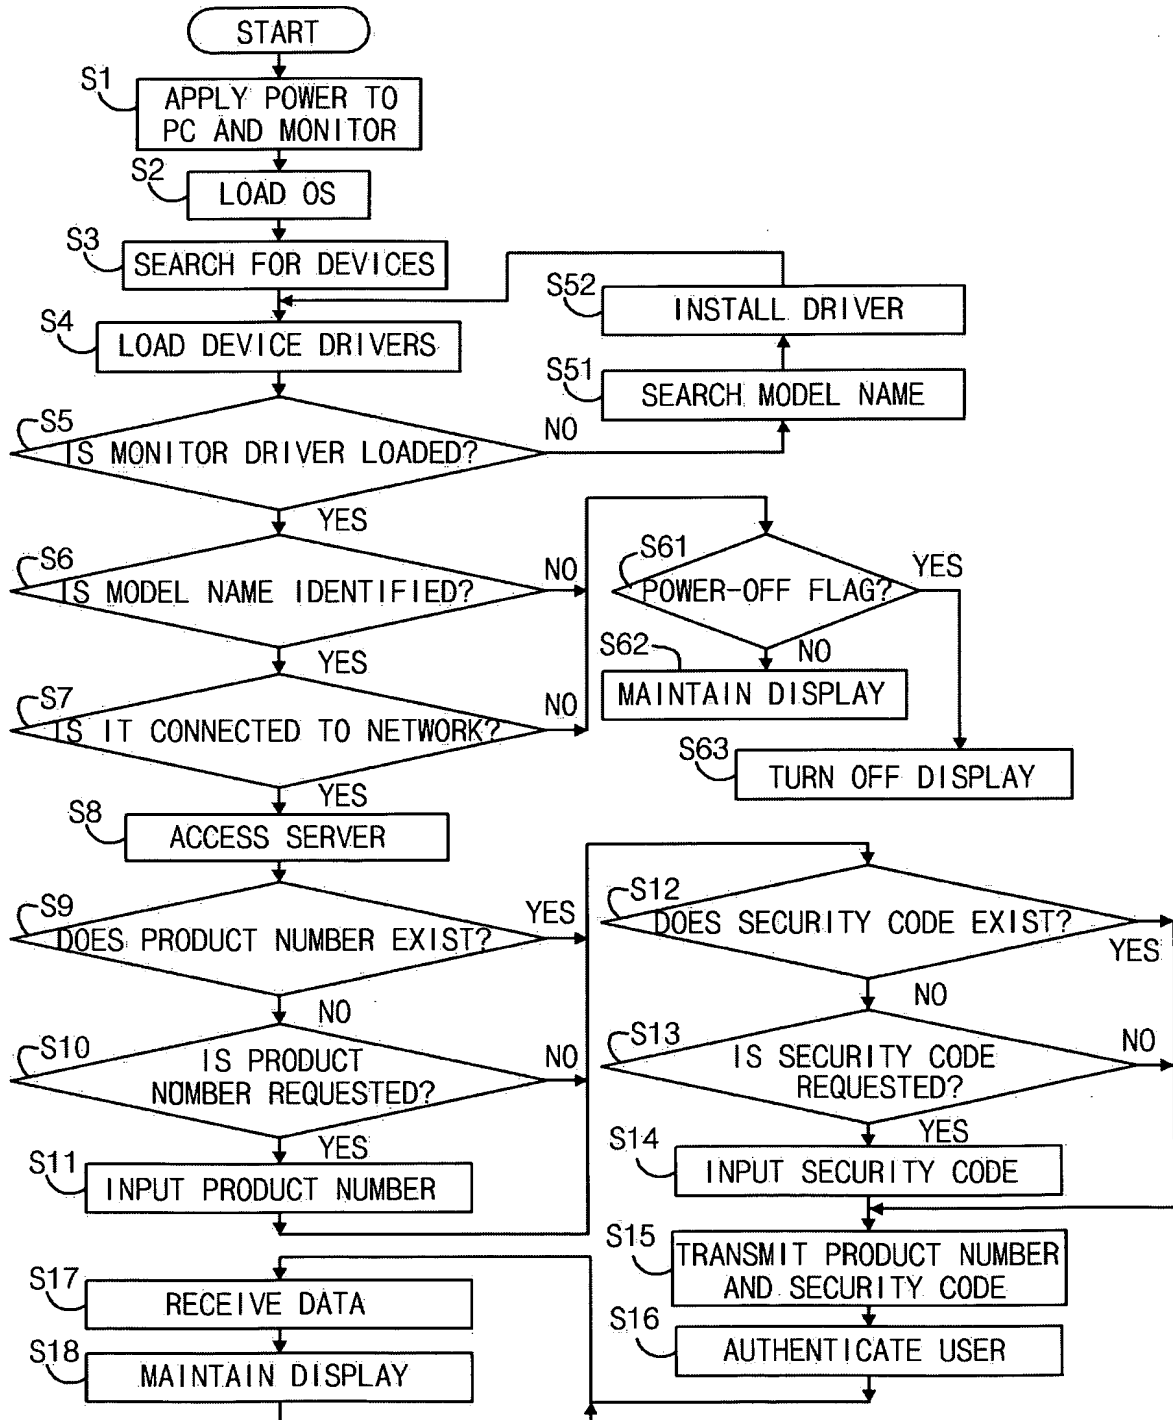 START
S1
APPLY POWER TO
PC AND MONITOR
S2
LOAD OS
S3
SEARCH FOR DEVICES
S52
INSTALL DRIVER
S4
LOAD DEVICE DRIVERS
S51
SEARCH MODEL NAME
S5
IS MONITOR DRIVER LOADED?
NO
YES
S6
IS MODEL NAME IDENTIFIED?
NO
YES
S61
POWER-OFF FLAG?
YES
NO
S62
MAINTAIN DISPLAY
S7
IS IT CONNECTED TO NETWORK?
NO
YES
S63
TURN OFF DISPLAY
S8
ACCESS SERVER
S9
DOES PRODUCT NUMBER EXIST?
YES
NO
S10
IS PRODUCT
NUMBER REQUESTED?
NO
YES
S11
INPUT PRODUCT NUMBER
S12
DOES SECURITY CODE EXIST?
YES
NO
S13
IS SECURITY CODE
REQUESTED?
NO
YES
S14
INPUT SECURITY CODE
S15
TRANSMIT PRODUCT NUMBER
AND SECURITY CODE
S16
AUTHENTICATE USER
S17
RECEIVE DATA
S18
MAINTAIN DISPLAY